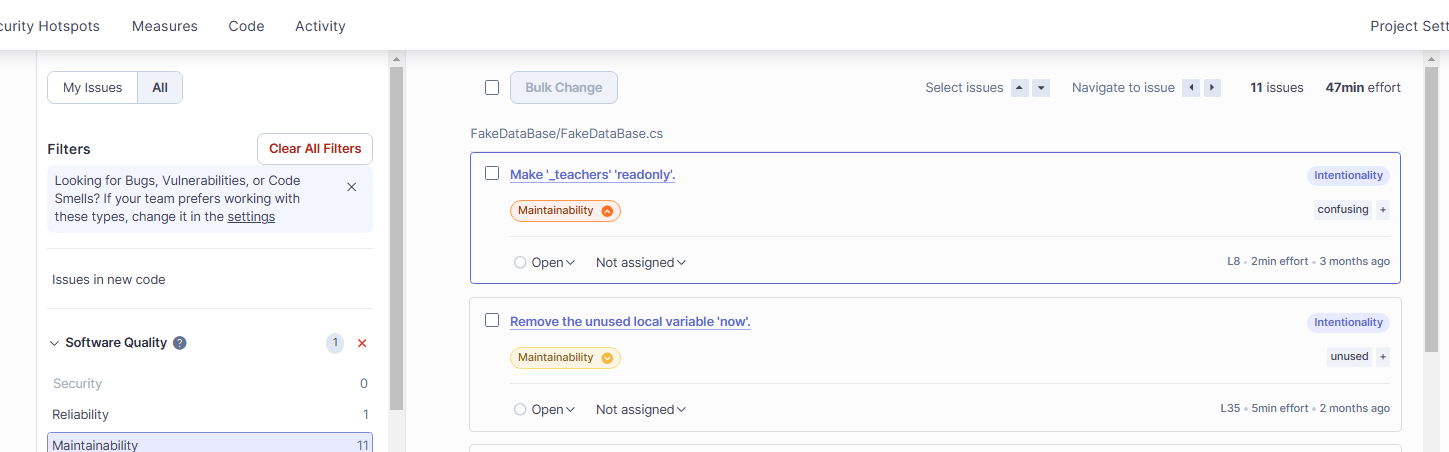 curity Hotspots Measures Code Activity Project Sett
My Issues All
Filters Clear All Filters
Looking for Bugs, Vulnerabilities, or Code
Smells? If your team prefers working with
these types, change it in the settings
Issues in new code
Software Quality ? 1
Security 0
Reliability 1
Maintainability 11
Bulk Change Select issues Navigate to issue 11 issues 47min effort
FakeDataBase/FakeDataBase.cs
Make '_teachers' 'readonly'. Intentionality
Maintainability confusing +
Open Not assigned L8 • 2min effort • 3 months ago
Remove the unused local variable 'now'. Intentionality
Maintainability unused +
Open Not assigned L35 • 5min effort • 2 months ago